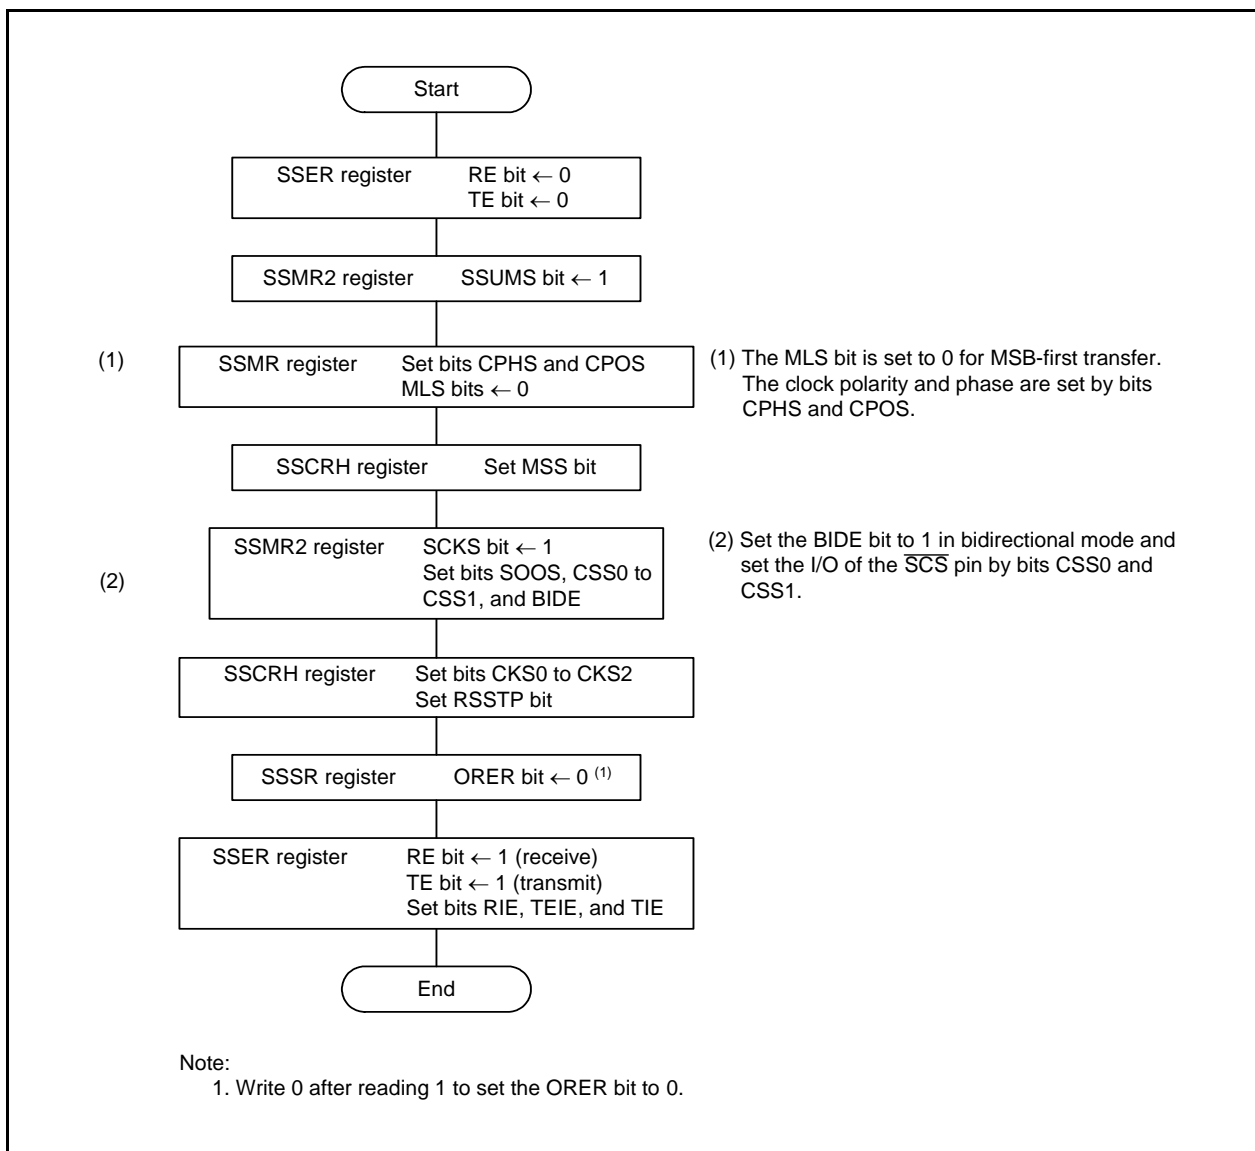 Start
SSER register RE bit ← 0
TE bit ← 0
SSMR2 register SSUMS bit ← 1
(1)
SSMR register Set bits CPHS and CPOS
MLS bits ← 0
(1) The MLS bit is set to 0 for MSB-first transfer.
The clock polarity and phase are set by bits
CPHS and CPOS.
SSCRH register Set MSS bit
(2)
SSMR2 register SCKS bit ← 1
Set bits SOOS, CSS0 to
CSS1, and BIDE
(2) Set the BIDE bit to 1 in bidirectional mode and
set the I/O of the S̅C̅S̅ pin by bits CSS0 and
CSS1.
SSCRH register Set bits CKS0 to CKS2
Set RSSTP bit
SSSR register ORER bit ← 0 (1)
SSER register RE bit ← 1 (receive)
TE bit ← 1 (transmit)
Set bits RIE, TEIE, and TIE
End
Note:
1. Write 0 after reading 1 to set the ORER bit to 0.